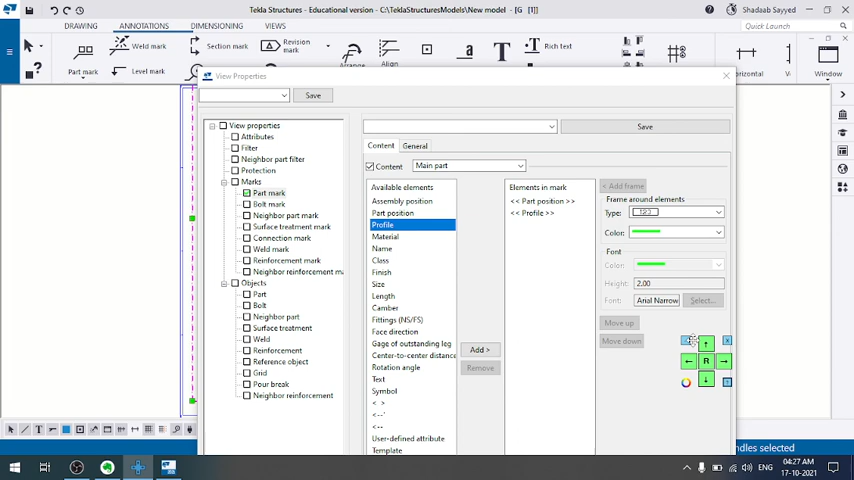 Tekla Structures - Educational version - C:\TeklaStructuresModels\New model - [G [1]]
Shadaab Sayyed
DRAWING ANNOTATIONS DIMENSIONING VIEWS
Quick Launch
Weld mark Section mark Revision mark Rich text
Part mark Level mark Align Window
View Properties
Save
View properties
Attributes
Filter
Neighbor part filter
Protection
Marks
Part mark
Bolt mark
Neighbor part mark
Surface treatment mark
Connection mark
Weld mark
Reinforcement mark
Neighbor reinforcement ma
Objects
Part
Bolt
Neighbor part
Surface treatment
Weld
Reinforcement
Reference object
Grid
Pour break
Neighbor reinforcement
Save
Content General
Content Main part
Available elements
Assembly position
Part position
Profile
Material
Name
Class
Finish
Size
Length
Camber
Fittings (NS/FS)
Face direction
Gage of outstanding leg
Center-to-center distance
Rotation angle
Text
Symbol
< >
<--'
<--
User-defined attribute
Template
Add >
Remove
Elements in mark
<< Part position >>
<< Profile >>
< Add frame
Frame around elements
Type: 123
Color:
Font
Color:
Height: 2.00
Font: Arial Narrow Select...
Move up
Move down
↑
← R →
↓
ndles selected
ENG
04:27 AM
17-10-2021